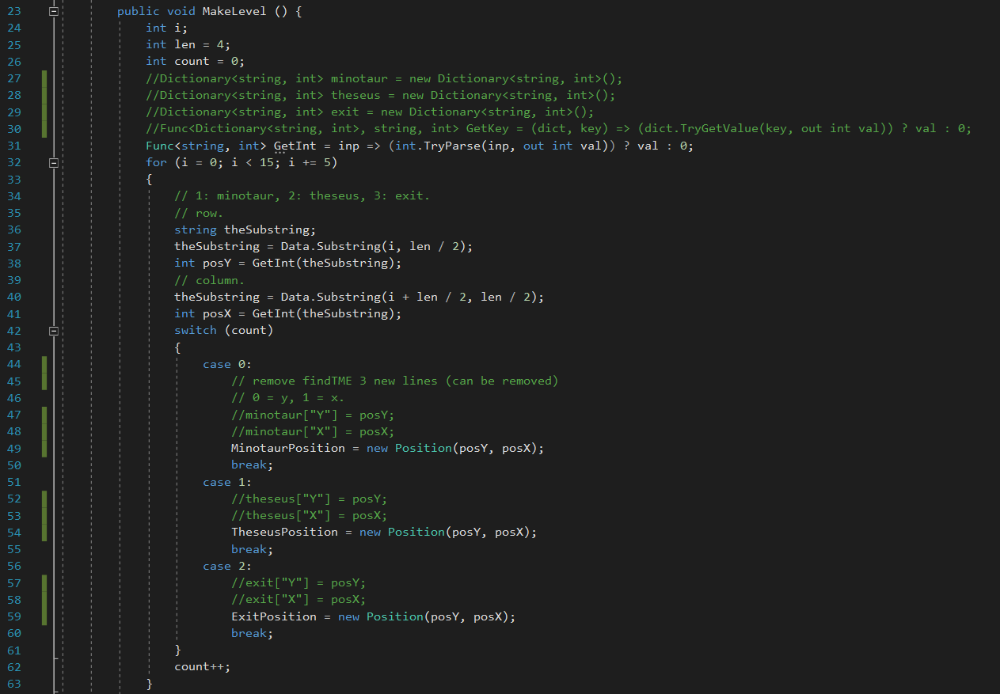 23 public void MakeLevel () {
24 int i;
25 int len = 4;
26 int count = 0;
27 //Dictionary<string, int> minotaur = new Dictionary<string, int>();
28 //Dictionary<string, int> theseus = new Dictionary<string, int>();
29 //Dictionary<string, int> exit = new Dictionary<string, int>();
30 //Func<Dictionary<string, int>, string, int> GetKey = (dict, key) => (dict.TryGetValue(key, out int val)) ? val : 0;
31 Func<string, int> GetInt = inp => (int.TryParse(inp, out int val)) ? val : 0;
32 for (i = 0; i < 15; i += 5)
33 {
34 // 1: minotaur, 2: theseus, 3: exit.
35 // row.
36 string theSubstring;
37 theSubstring = Data.Substring(i, len / 2);
38 int posY = GetInt(theSubstring);
39 // column.
40 theSubstring = Data.Substring(i + len / 2, len / 2);
41 int posX = GetInt(theSubstring);
42 switch (count)
43 {
44 case 0:
45 // remove findTME 3 new lines (can be removed)
46 // 0 = y, 1 = x.
47 //minotaur["Y"] = posY;
48 //minotaur["X"] = posX;
49 MinotaurPosition = new Position(posY, posX);
50 break;
51 case 1:
52 //theseus["Y"] = posY;
53 //theseus["X"] = posX;
54 TheseusPosition = new Position(posY, posX);
55 break;
56 case 2:
57 //exit["Y"] = posY;
58 //exit["X"] = posX;
59 ExitPosition = new Position(posY, posX);
60 break;
61 }
62 count++;
63 }